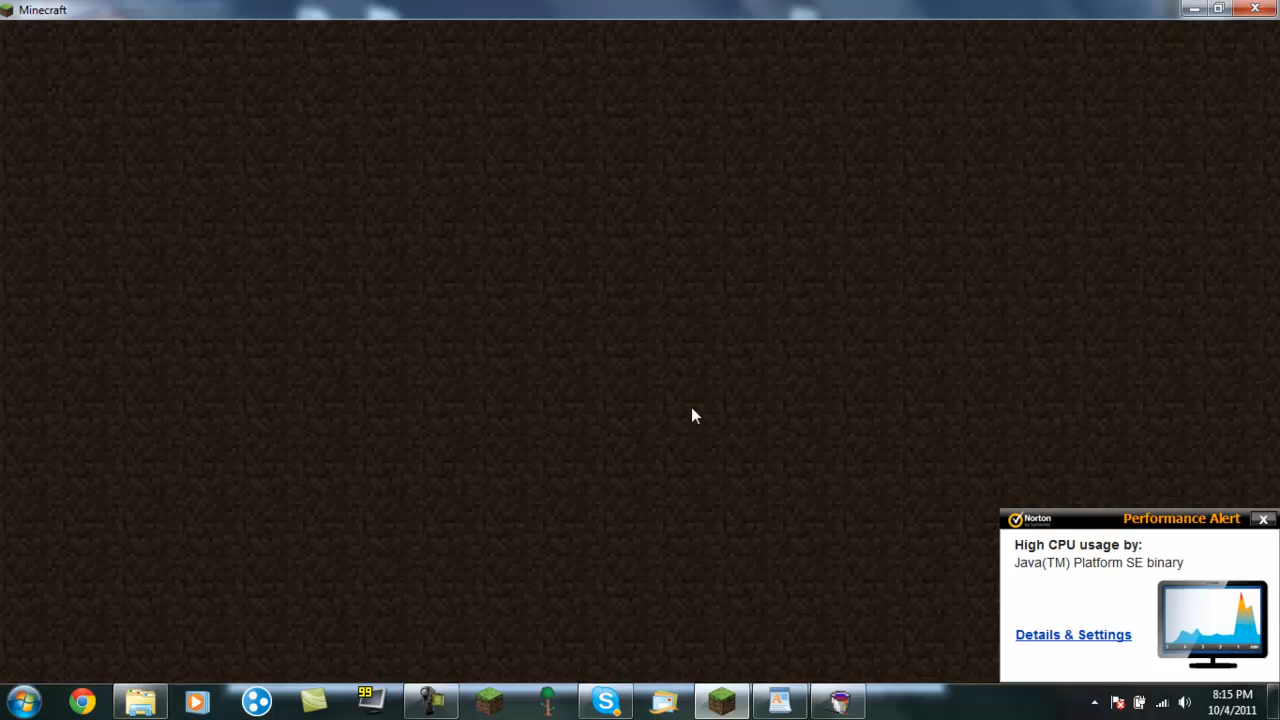 Minecraft
Norton
Performance Alert
X
High CPU usage by:
Java(TM) Platform SE binary
Details & Settings
99
8:15 PM
10/4/2011